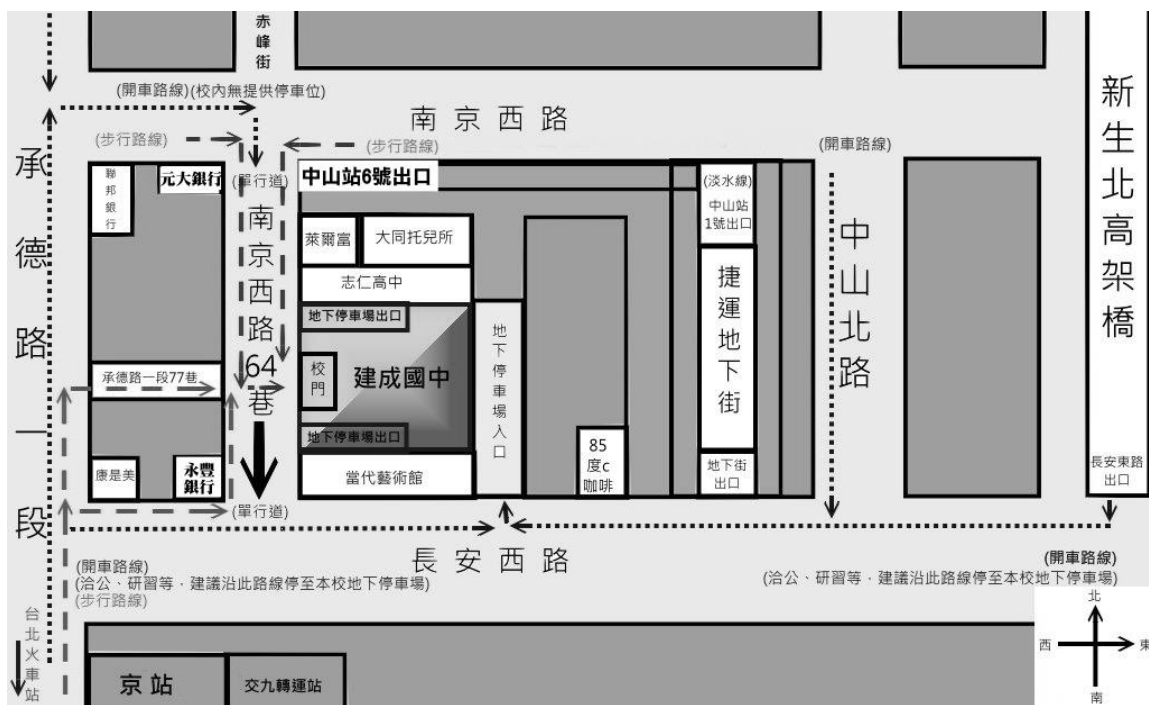 赤峰街
(開車路線)(校內無提供停車位)
南京西路
(步行路線)
(步行路線)
(開車路線)
新生北高架橋
承德路一段
聯邦銀行
元大銀行
(單行道)
中山站6號出口
(淡水線)
中山站
1號出口
南京西路64巷
萊爾富
大同托兒所
志仁高中
地下停車場出口
校門
建成國中
地下停車場入口
捷運地下街
中山北路
承德路一段77巷
地下停車場出口
85
度c
咖啡
康是美
永豐
銀行
當代藝術館
地下街
出口
長安東路
出口
(單行道)
長安西路
(開車路線)
(洽公、研習等，建議沿此路線停至本校地下停車場)
(步行路線)
(開車路線)
(洽公、研習等，建議沿此路線停至本校地下停車場)
台北火車站
京站
交九轉運站
北
西
東
南